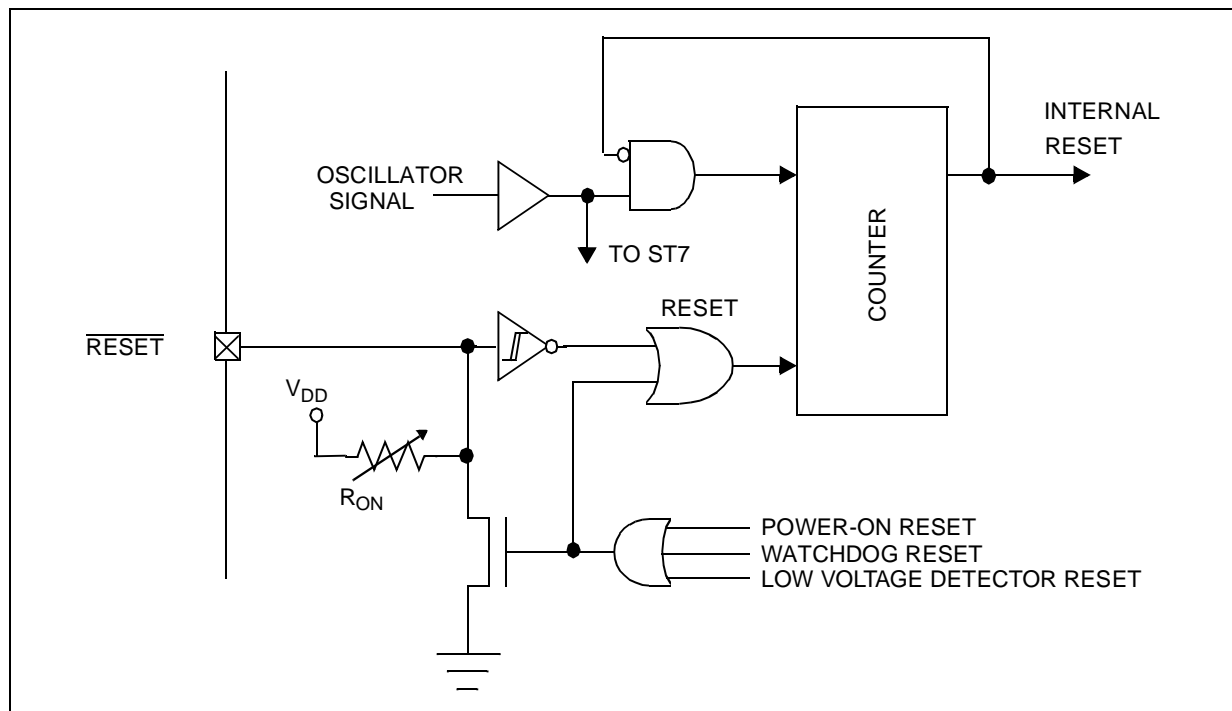 INTERNAL
RESET
OSCILLATOR
SIGNAL
TO ST7
COUNTER
RESET
RESET
VDD
RON
POWER-ON RESET
WATCHDOG RESET
LOW VOLTAGE DETECTOR RESET